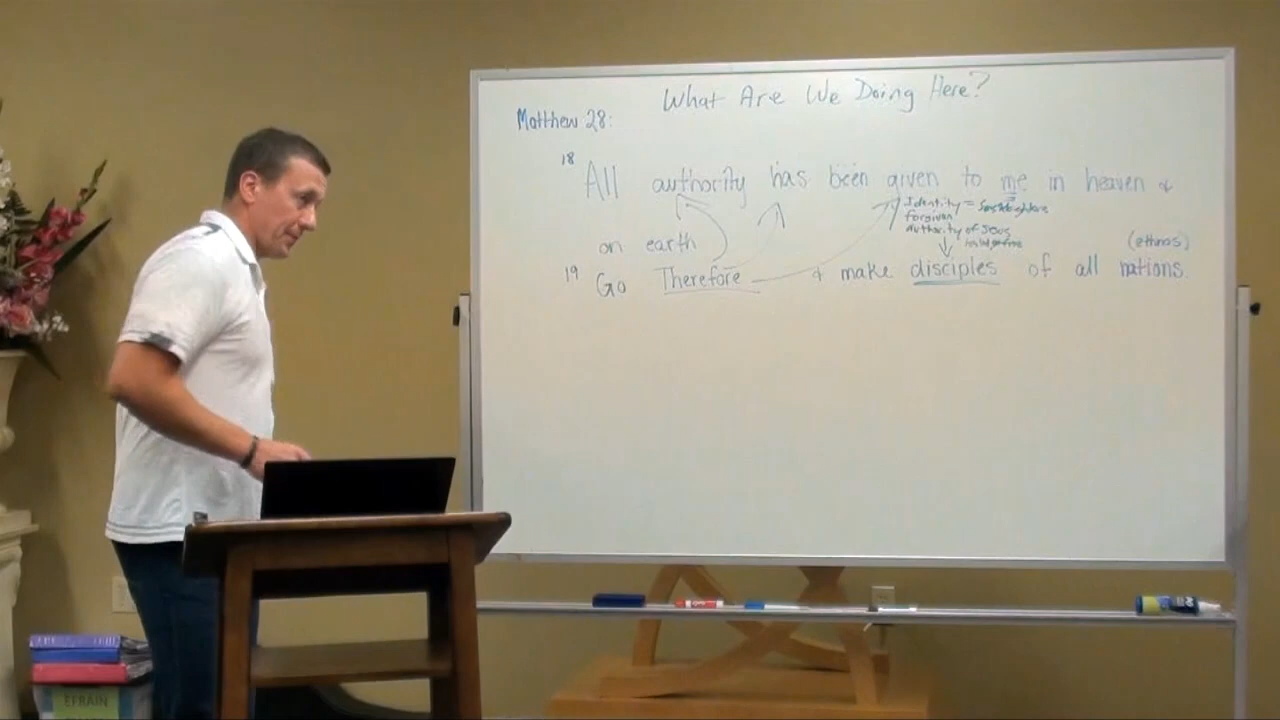 What Are We Doing Here?
Matthew 28:
18 All authority has been given to me in heaven &
Identity =
forgiven
authority of Jesus
on earth
(ethnos)
19 Go Therefore & make disciples of all nations.
EFRAIN